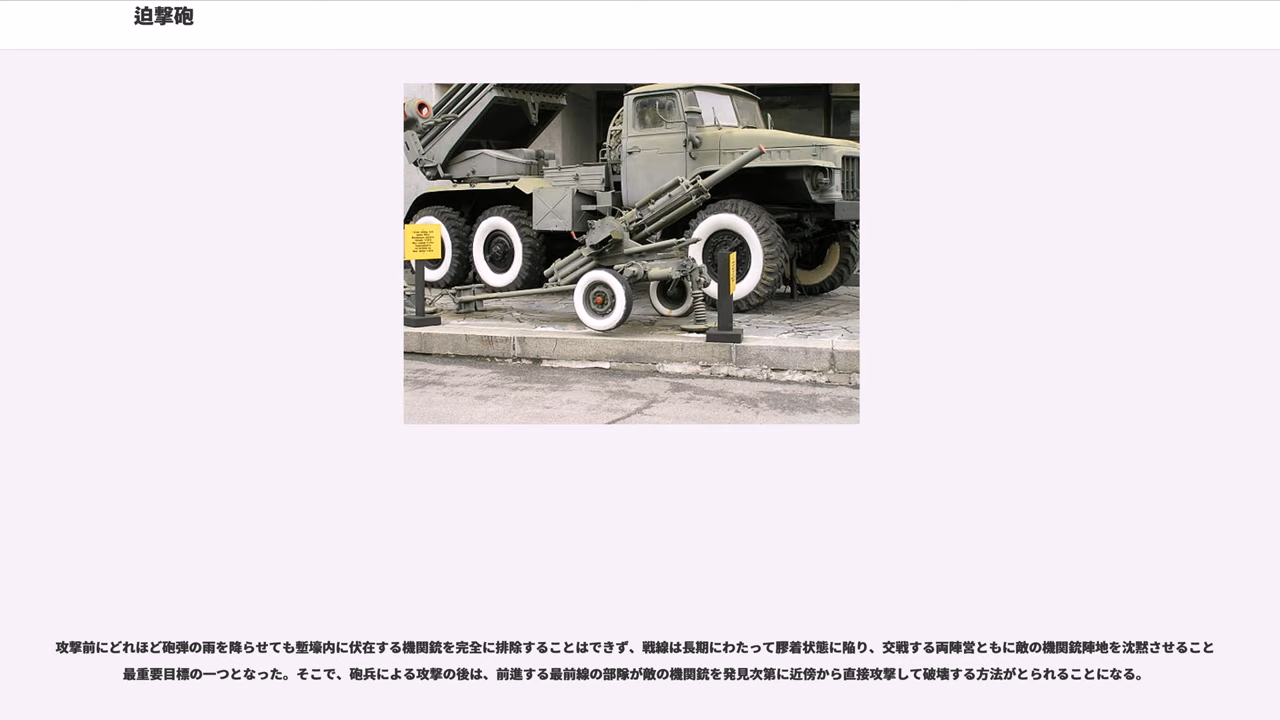 迫撃砲
攻撃前にどれほど砲弾の雨を降らせても塹壕内に伏在する機関銃を完全に排除することはできず、戦線は長期にわたって膠着状態に陥り、交戦する両陣営ともに敵の機関銃陣地を沈黙させること
最重要目標の一つとなった。そこで、砲兵による攻撃の後は、前進する最前線の部隊が敵の機関銃を発見次第に近傍から直接攻撃して破壊する方法がとられることになる。